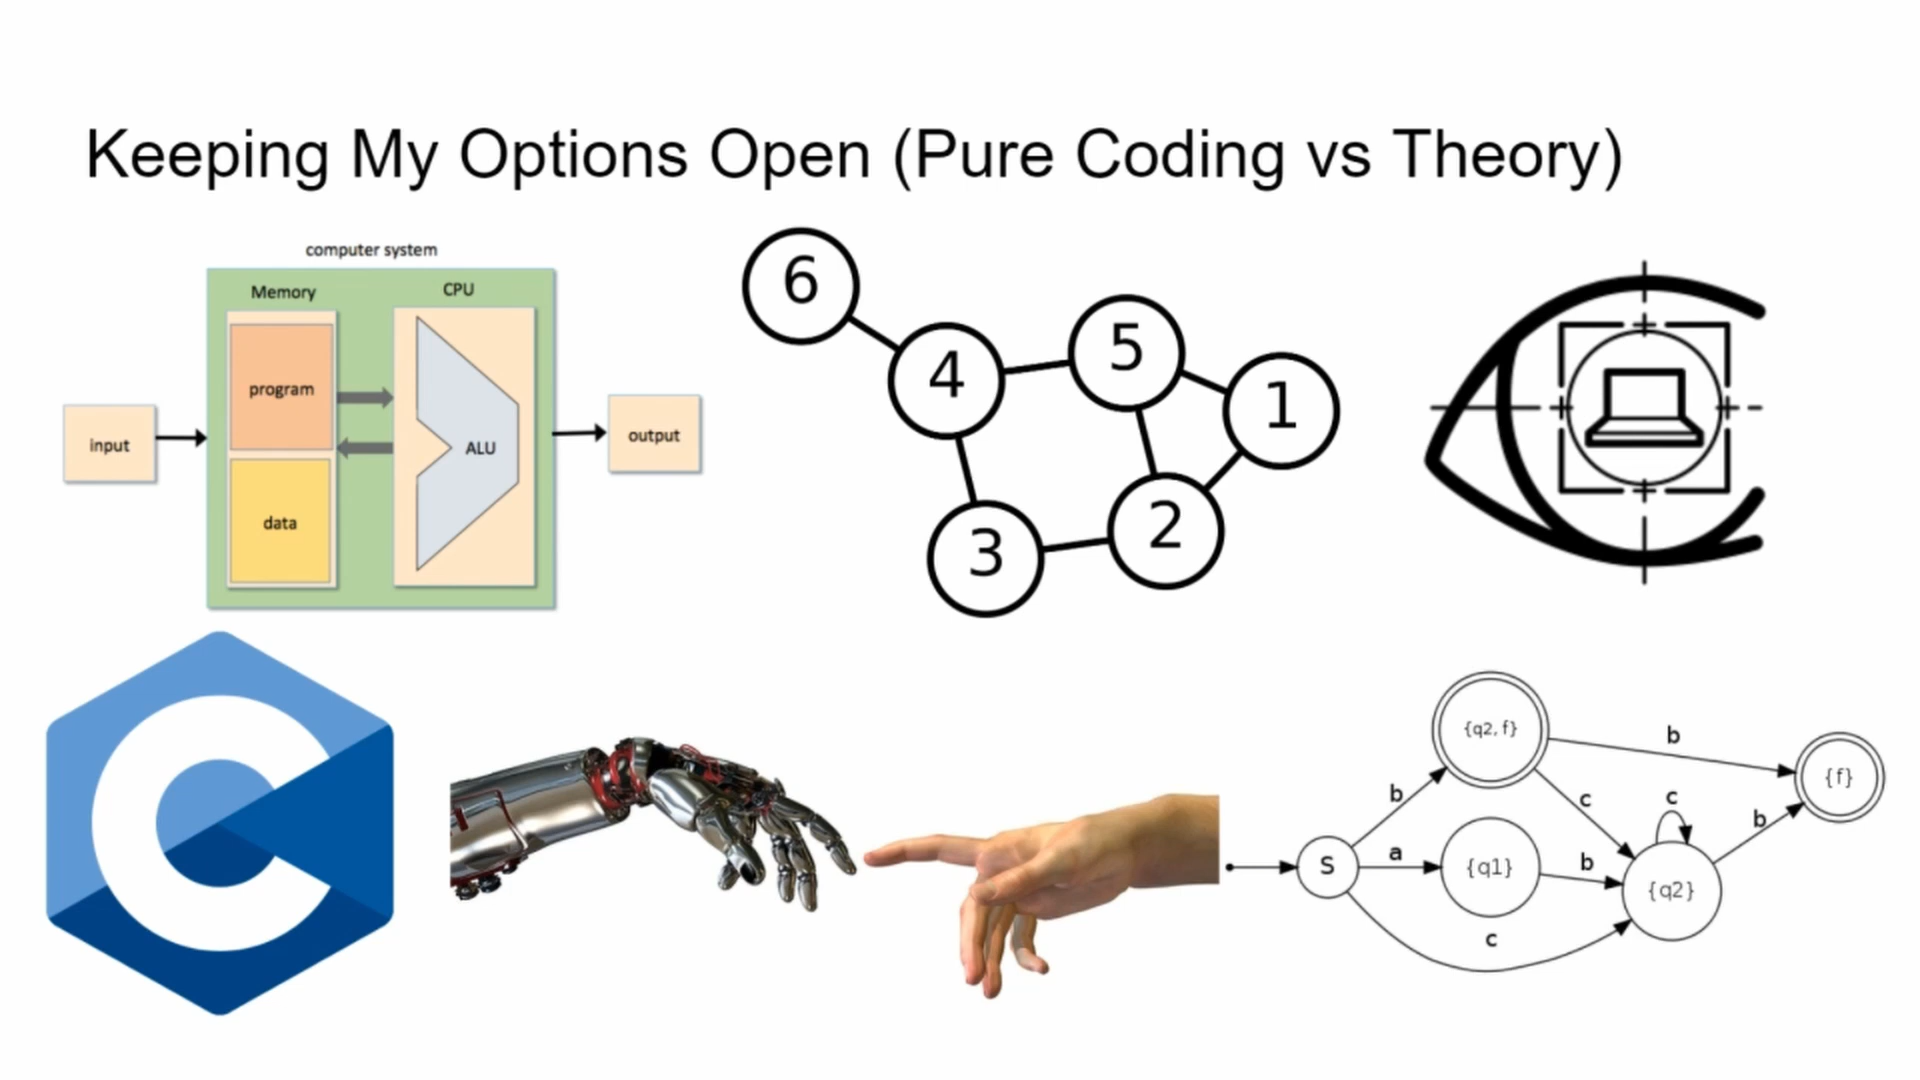 Keeping My Options Open (Pure Coding vs Theory)
computer system
Memory
CPU
program
data
ALU
input
output
6
4
5
1
3
2
C
{q2, f}
b
{f}
b
c
c
b
S
a
{q1}
b
{q2}
c